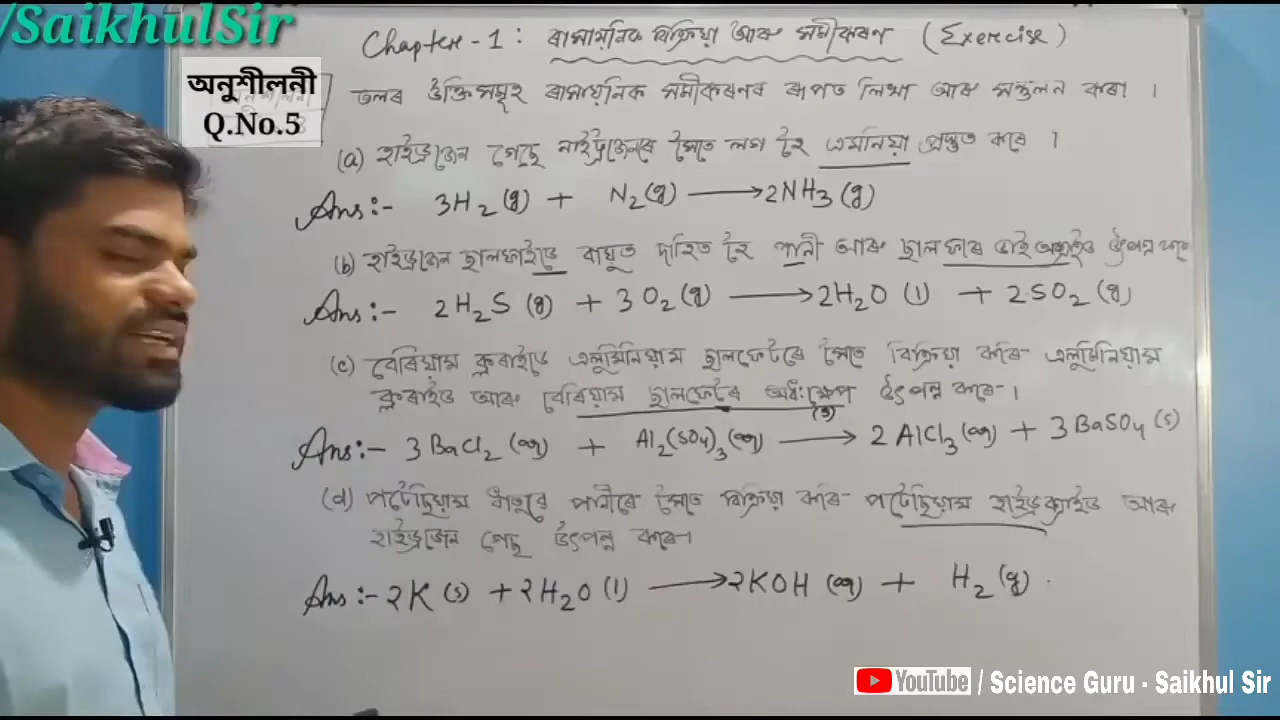 /SaikhulSir
Chapter - 1 : ৰাসায়নিক বিক্ৰিয়া আৰু সমীকৰণ (Exercise)
অনুশীলনী
Q.No.5
তলৰ উক্তিসমূহ ৰাসায়নিক সমীকৰণৰ ৰূপত লিখা আৰু সন্তুলন কৰা ।
(a) হাইড্ৰজেন গেছে নাইট্ৰজেনৰে সৈতে লগ হৈ এমনিয়া প্ৰস্তুত কৰে ।
Ans :- 3H₂(g) + N₂(g) ⟶ 2NH₃(g)
(b) হাইড্ৰজেন ছালফাইডে বায়ুত দাহিত হৈ পানী আৰু ছালফাৰ ডাই অক্সাইড উৎপন্ন কৰে
Ans :- 2H₂S (g) + 3O₂(g) ⟶ 2H₂O (l) + 2SO₂(g)
(c) বেৰিয়াম ক্লৰাইডে এলুমিনিয়াম ছালফেটৰে সৈতে বিক্ৰিয়া কৰি এলুমিনিয়াম
ক্লৰাইড আৰু বেৰিয়াম ছালফেটৰ অধঃক্ষেপ উৎপন্ন কৰে ।
(s)
Ans :- 3BaCl₂(aq) + Al₂(SO₄)₃(aq) ⟶ 2AlCl₃(aq) + 3BaSO₄(s)
(d) পটেছিয়াম ধাতুৱে পানীৰে সৈতে বিক্ৰিয়া কৰি পটেছিয়াম হাইড্ৰক্সাইড আৰু
হাইড্ৰজেন গেছ উৎপন্ন কৰে ।
Ans :- 2K (s) + 2H₂O (l) ⟶ 2KOH (aq) + H₂(g) .
YouTube / Science Guru - Saikhul Sir